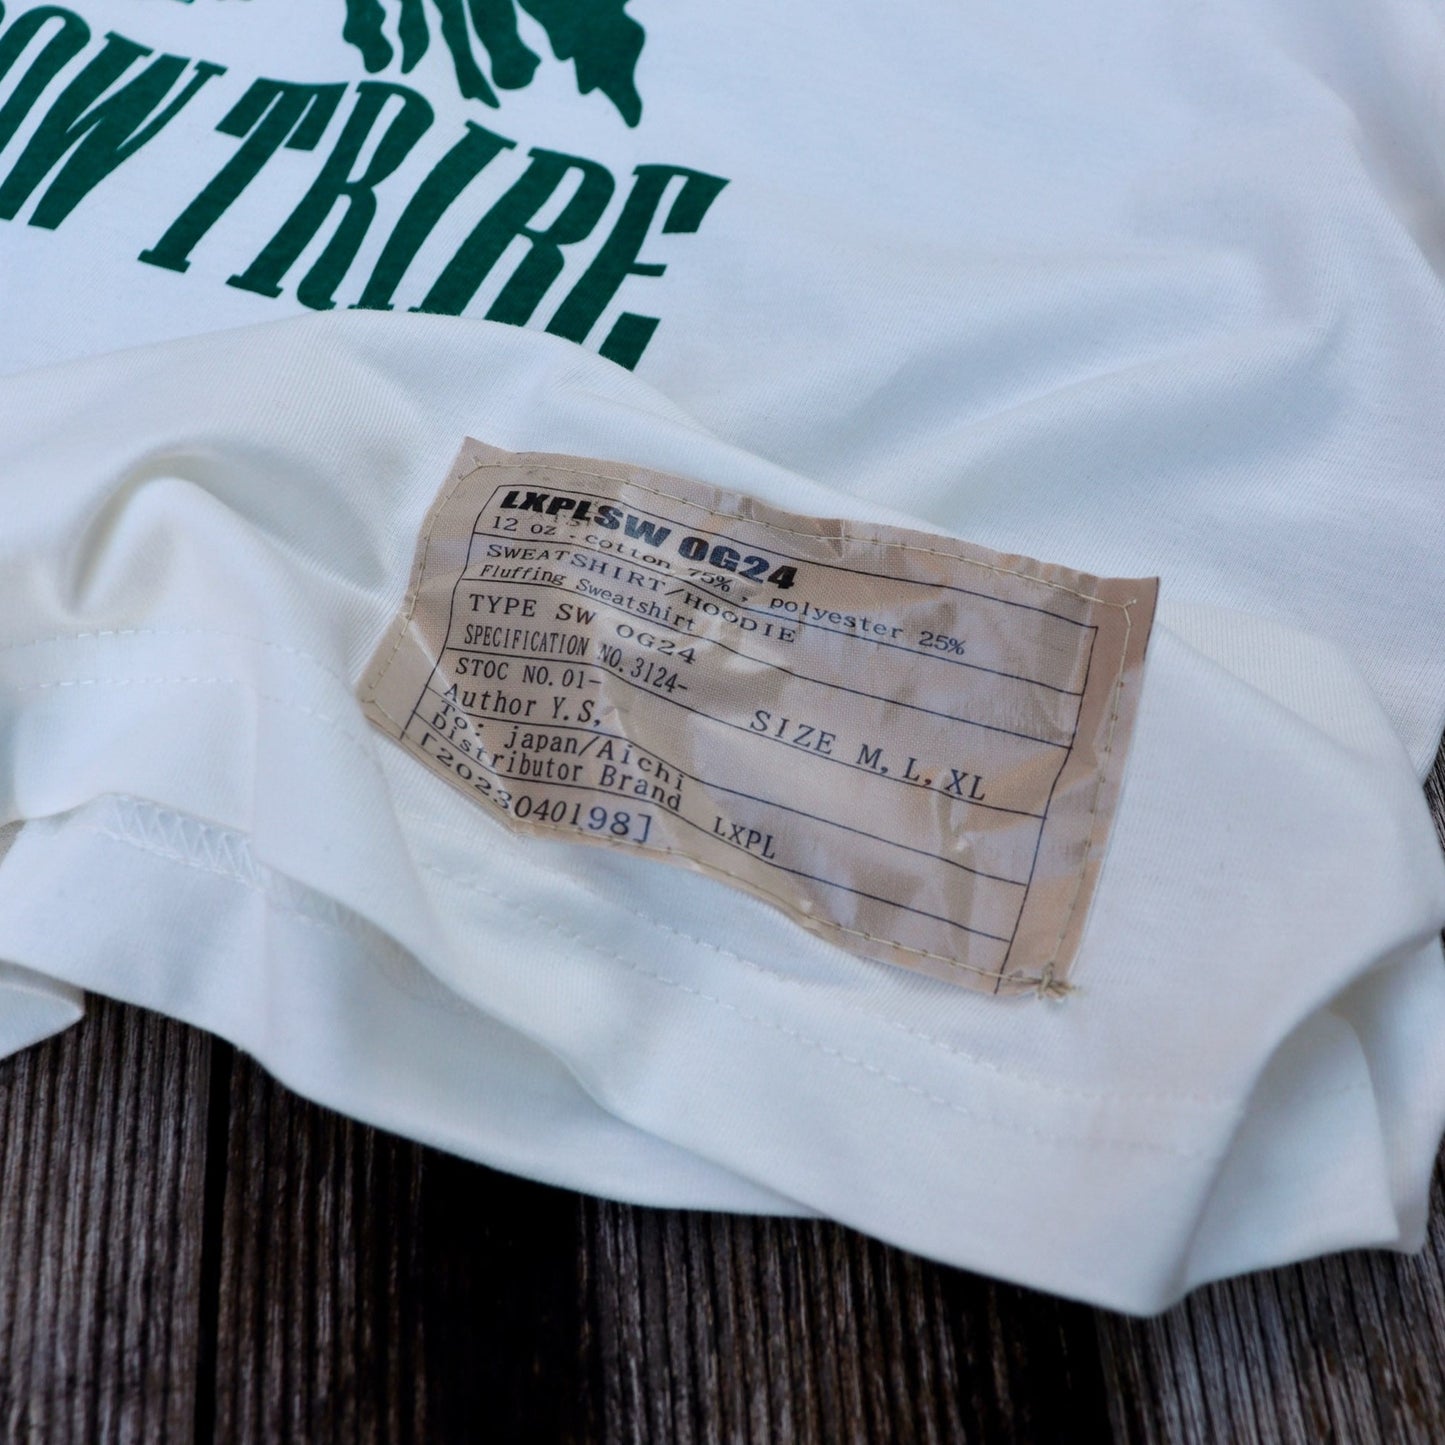 OW TRIBE
LXPLSW OG24
12 oz . cotton 75% , polyester 25%
SWEATSHIRT/HOODIE
Fluffing Sweatshirt
TYPE SW OG24
SPECIFICATION NO.3124-
STOC NO.01- SIZE M,L,XL
Author Y.S,
To: japan/Aichi
Distributor Brand LXPL
[2023040198]